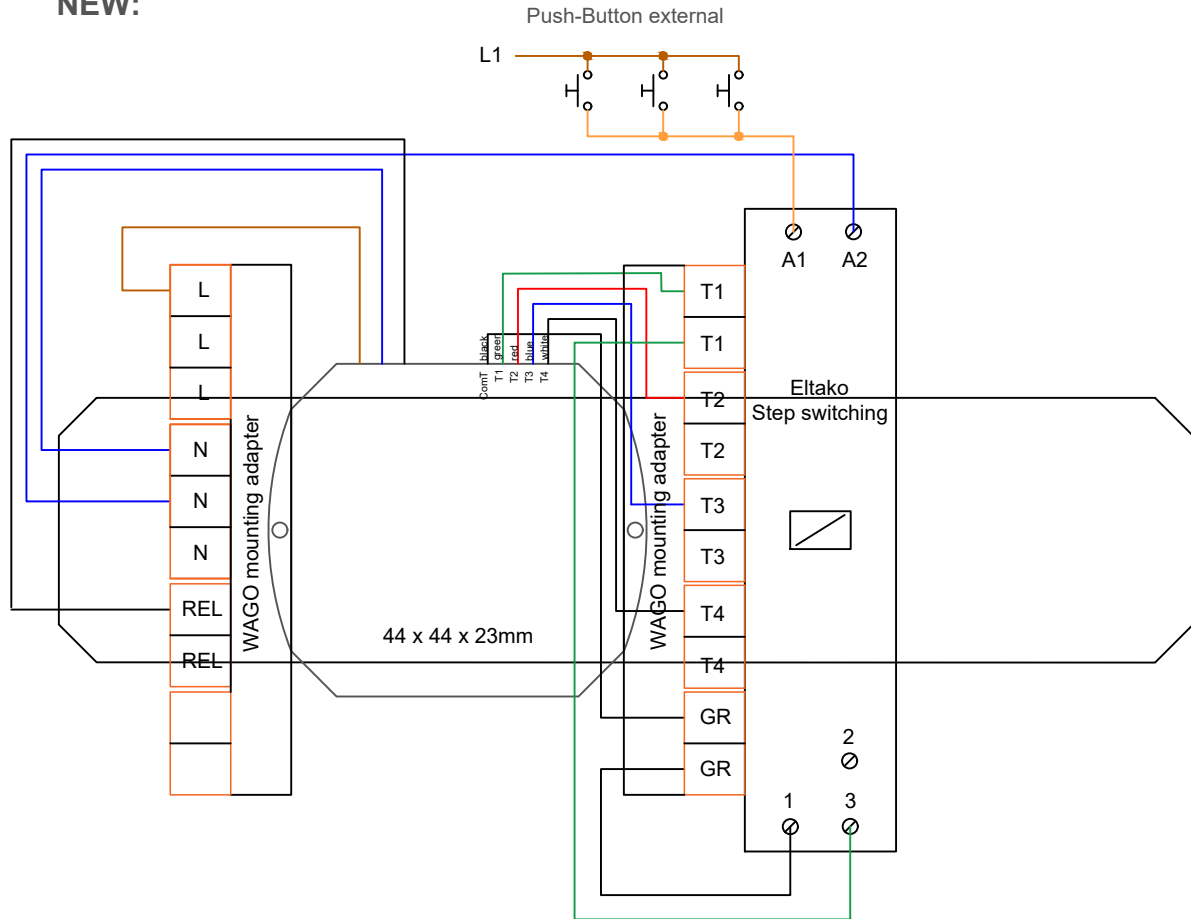 NEW:
Push-Button external
L1
A1
A2
L
L
L
N
N
N
REL
REL
WAGO mounting adapter
black
green
red
blue
white
ComT
T1
T2
T3
T4
44 x 44 x 23mm
WAGO mounting adapter
T1
T1
T2
T2
T3
T3
T4
T4
GR
GR
Eltako
Step switching
2
1
3